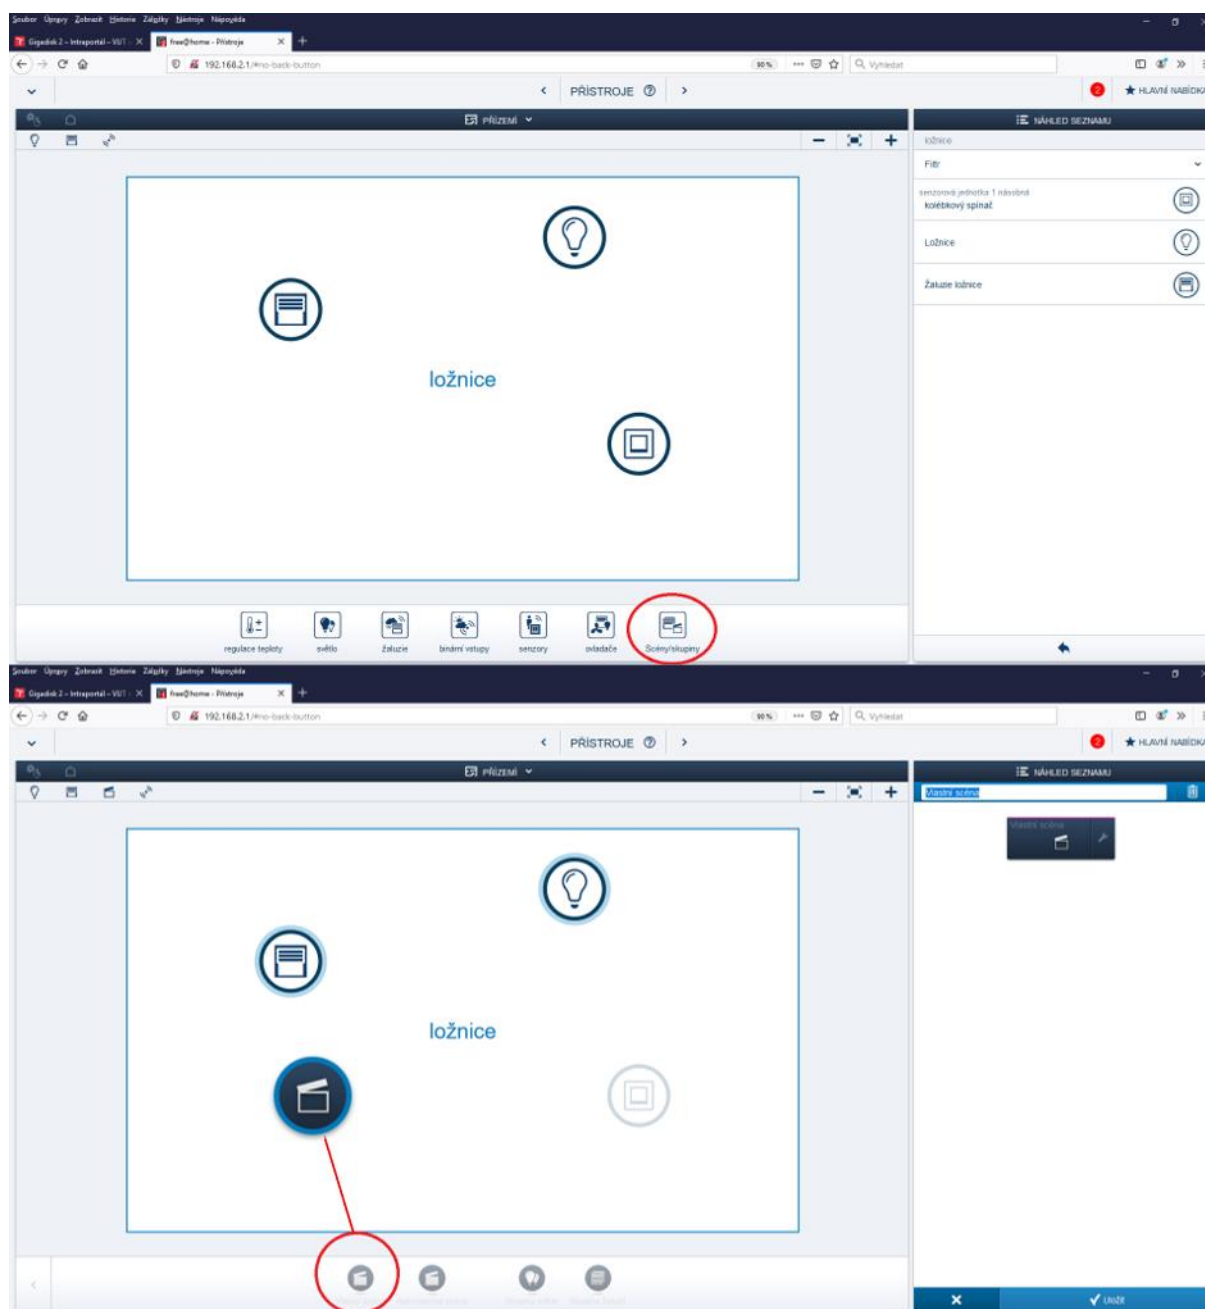 Soubor Úpravy Zobrazit Historie Záložky Nástroje Nápověda
Gigadisk 2 – Intraportál – VUT
free@home - Přístroje
192.168.2.1/#no-back-button
90 %
Vyhledat
PŘÍSTROJE
2
HLAVNÍ NABÍDKA
PŘÍZEMÍ
NÁHLED SEZNAMU
ložnice
Filtr
senzorová jednotka 1 násobná
kolébkový spínač
Ložnice
Žaluzie ložnice
ložnice
regulace teploty
světlo
žaluzie
binární vstupy
senzory
ovladače
Scény/skupiny
Soubor Úpravy Zobrazit Historie Záložky Nástroje Nápověda
Gigadisk 2 – Intraportál – VUT
free@home - Přístroje
192.168.2.1/#no-back-button
90 %
Vyhledat
PŘÍSTROJE
2
HLAVNÍ NABÍDKA
PŘÍZEMÍ
NÁHLED SEZNAMU
Vlastní scéna
Vlastní scéna
ložnice
Uložit